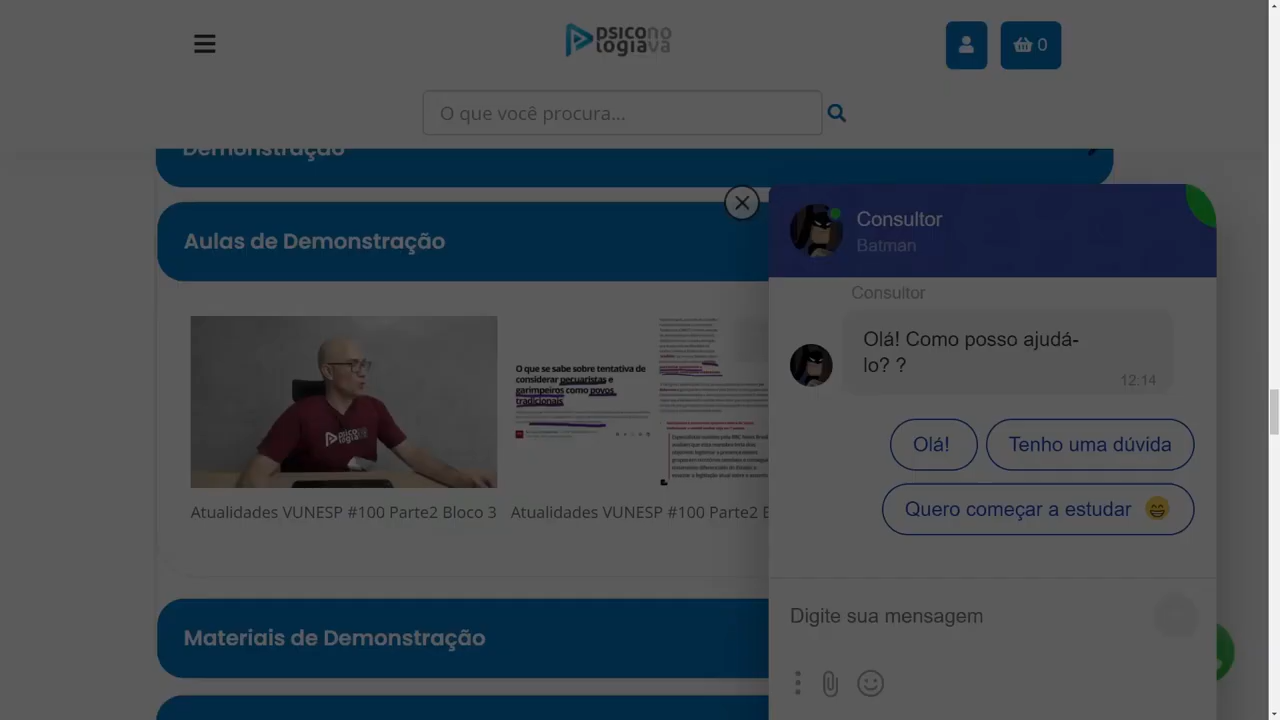 PSICO NO
LOGIA VA
0
O que você procura...
Demonstração
Aulas de Demonstração
Consultor
Batman
Consultor
Olá! Como posso ajudá-
lo? ?
12:14
O que se sabe sobre tentativa de
considerar pecuaristas e
garimpeiros como povos
tradicionais
PSICO
LOGIA
Olá!
Tenho uma dúvida
Quero começar a estudar
Atualidades VUNESP #100 Parte2 Bloco 3
Atualidades VUNESP #100 Parte2 B
Digite sua mensagem
Materiais de Demonstração